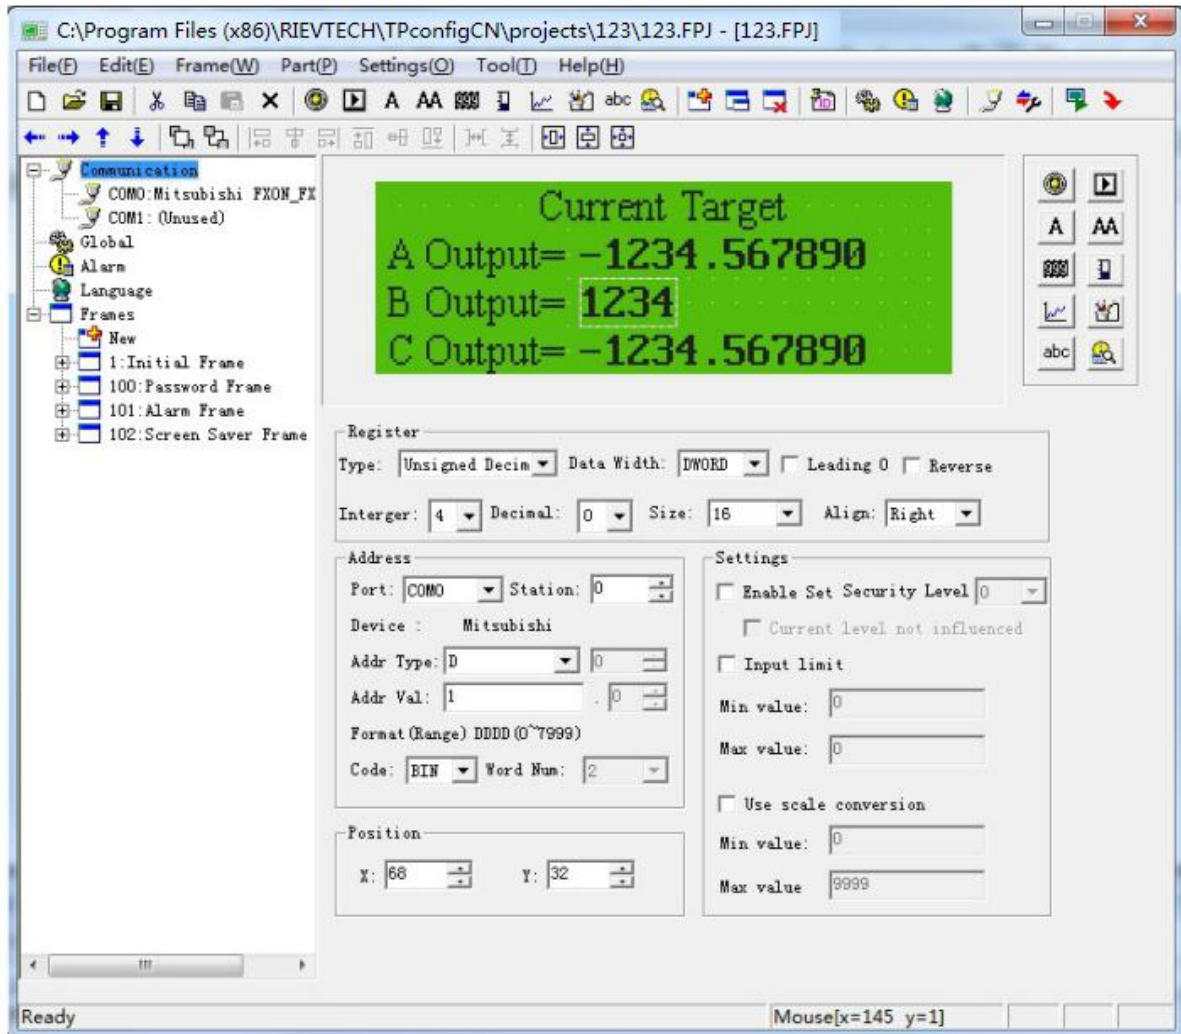 C:\Program Files (x86)\RIEVTECH\TPconfigCN\projects\123\123.FPJ - [123.FPJ]
File(F) Edit(E) Frame(W) Part(P) Settings(O) Tool(T) Help(H)
A AA abc
Communication
COM0:Mitsubishi FXON_FX
COM1: (Unused)
Global
Alarm
Language
Frames
New
1:Initial Frame
100:Password Frame
101:Alarm Frame
102:Screen Saver Frame
Current Target
A Output= -1234.567890
B Output= 1234
C Output= -1234.567890
A AA
abc
Register
Type: Unsigned Decim Data Width: DWORD Leading 0 Reverse
Interger: 4 Decimal: 0 Size: 16 Align: Right
Address
Port: COM0 Station: 0
Device : Mitsubishi
Addr Type: D 0
Addr Val: 1 . 0
Format(Range) DDDD(0~7999)
Code: BIN Word Num: 2
Position
X: 68 Y: 32
Settings
Enable Set Security Level 0
Current level not influenced
Input limit
Min value: 0
Max value: 0
Use scale conversion
Min value: 0
Max value 9999
Ready Mouse[x=145 y=1]